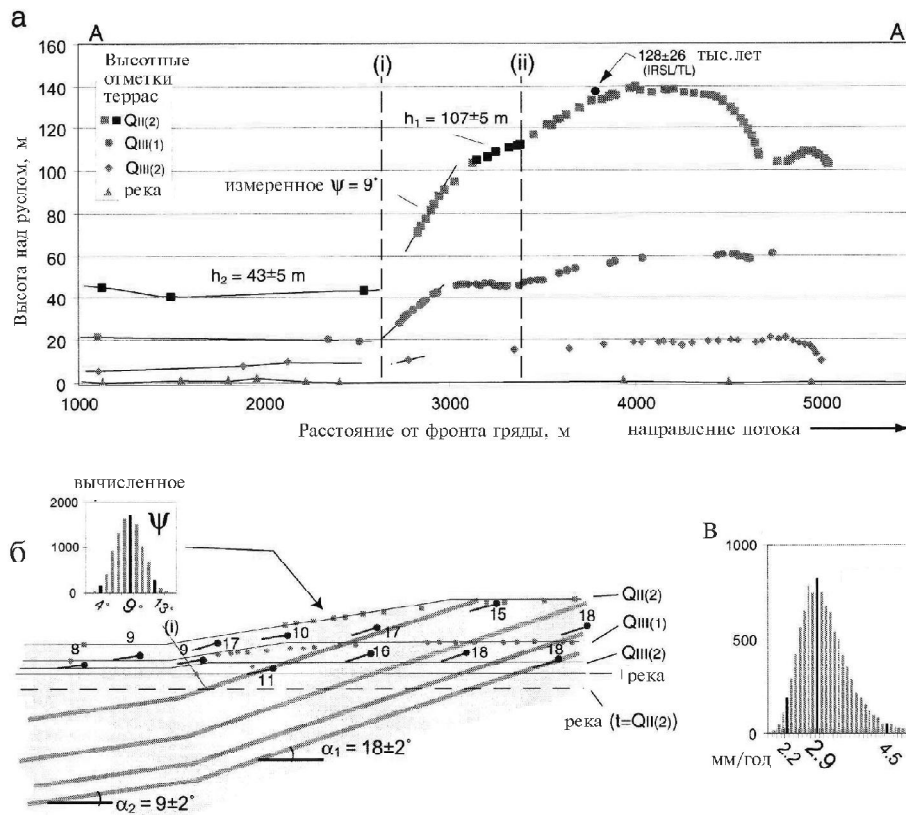 а
A A
160
140
120
100
80
60
40
20
0
Высота над руслом, м
Высотные
отметки
террас
QII(2)
QIII(1)
QIII(2)
река
(i)
(ii)
128±26 тыс.лет
(IRSL/TL)
h₁ = 107±5 m
измеренное ψ = 9°
h₂ = 43±5 m
1000 2000 3000 4000 5000
Расстояние от фронта гряды, м направление потока
вычисленное
2000
1000
0
ψ
4° 9° 13°
б
(i)
8 9 9 17 10 11 17 16 15 18 18 18
QII(2)
QIII(1)
QIII(2)
река
река (t=QII(2))
α₁ = 18±2°
α₂ = 9±2°
В
1000
500
0
мм/год
2.2 2.9 4.5